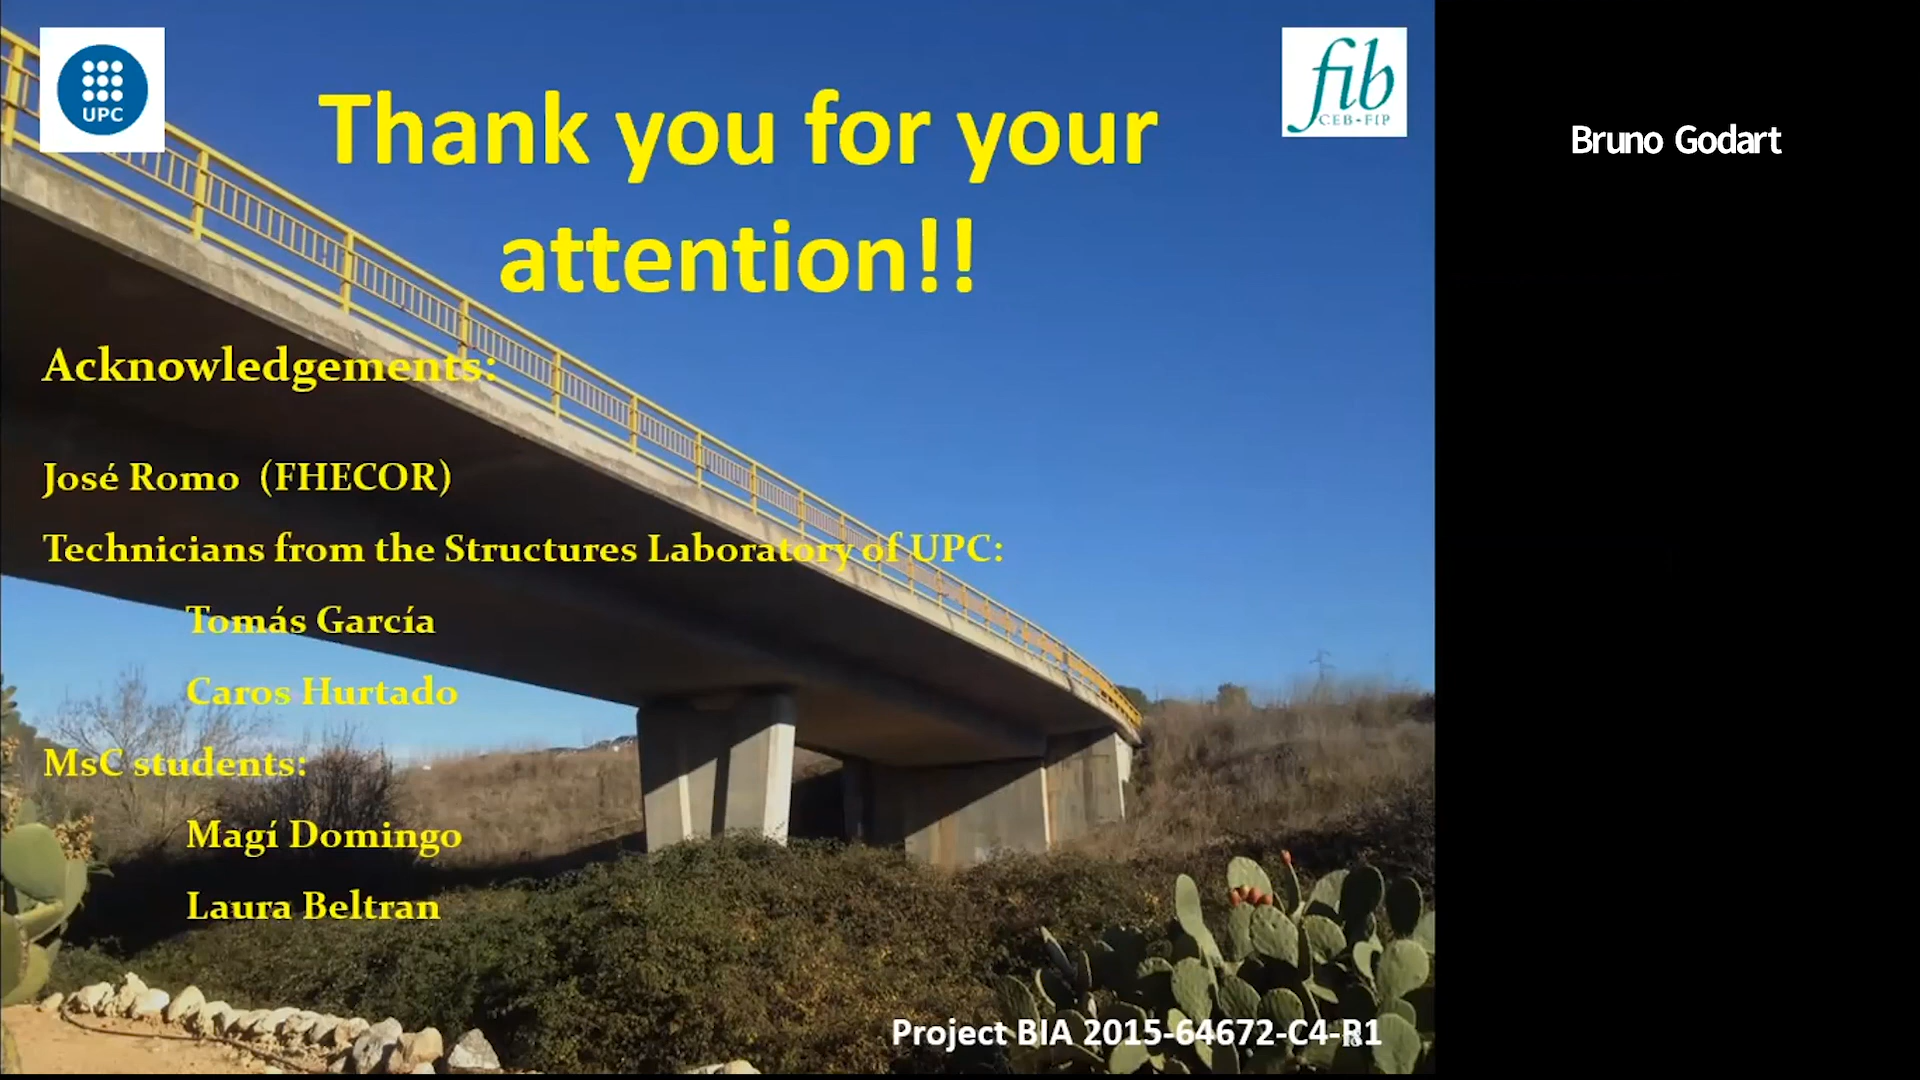 UPC
fib
CEB-FIP
Thank you for your
attention!!
Bruno Godart
Acknowledgements:
José Romo (FHECOR)
Technicians from the Structures Laboratory of UPC:
Tomás García
Caros Hurtado
MsC students:
Magí Domingo
Laura Beltran
Project BIA 2015-64672-C4-R1